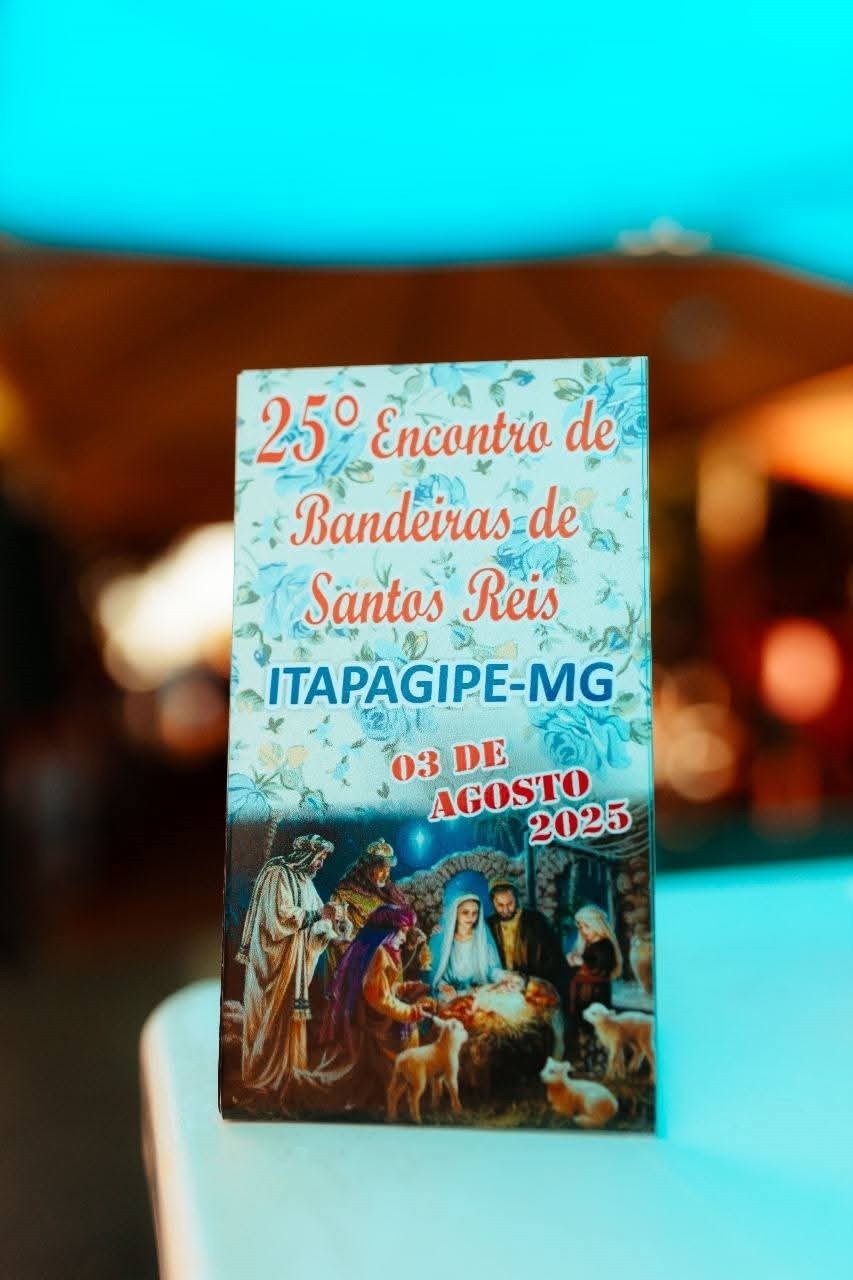 25º Encontro de
Bandeiras de
Santos Reis
ITAPAGIPE-MG
03 DE
AGOSTO
2025